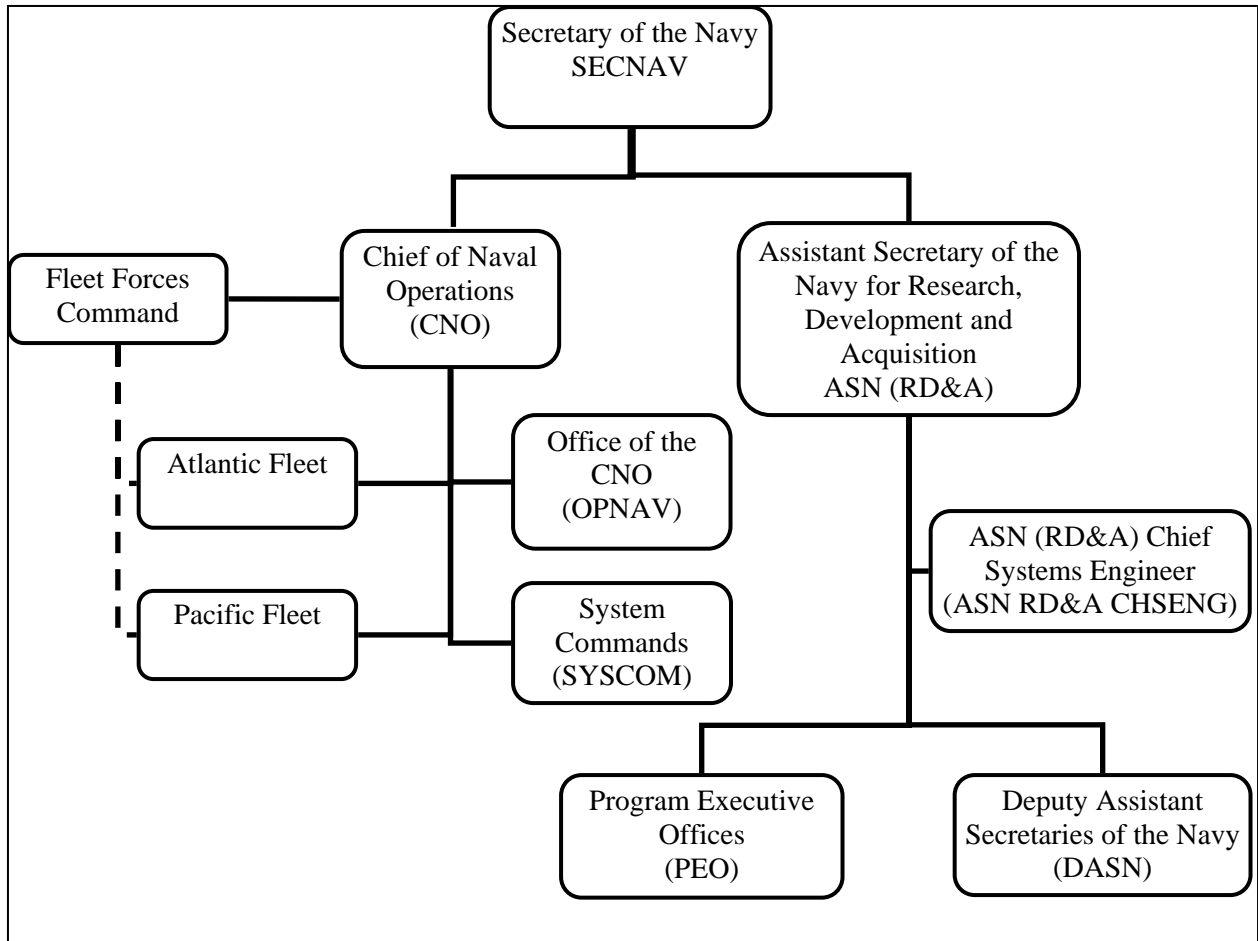 Secretary of the Navy
SECNAV
Chief of Naval
Operations
(CNO)
Assistant Secretary of the
Navy for Research,
Development and
Acquisition
ASN (RD&A)
Fleet Forces
Command
Atlantic Fleet
Office of the
CNO
(OPNAV)
ASN (RD&A) Chief
Systems Engineer
(ASN RD&A CHSENG)
Pacific Fleet
System
Commands
(SYSCOM)
Program Executive
Offices
(PEO)
Deputy Assistant
Secretaries of the Navy
(DASN)